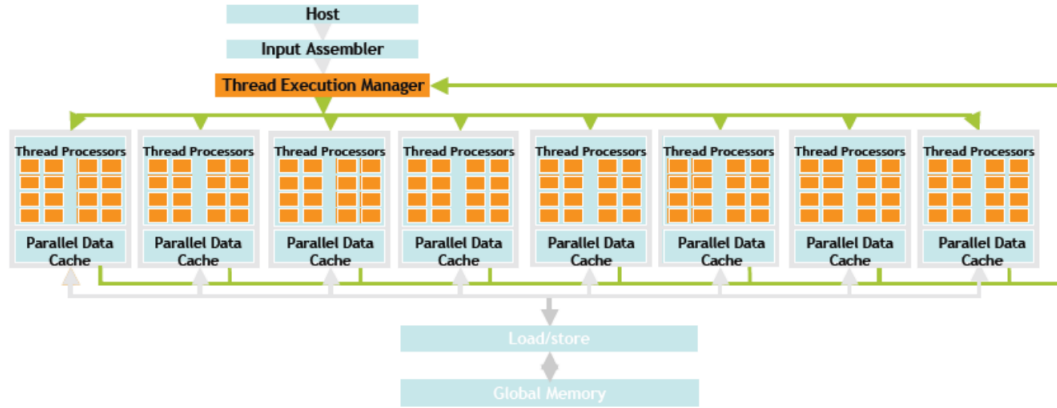 Host
Input Assembler
Thread Execution Manager
Thread Processors
Thread Processors
Thread Processors
Thread Processors
Thread Processors
Thread Processors
Thread Processors
Thread Processors
Parallel Data
Cache
Parallel Data
Cache
Parallel Data
Cache
Parallel Data
Cache
Parallel Data
Cache
Parallel Data
Cache
Parallel Data
Cache
Parallel Data
Cache
Load/store
Global Memory